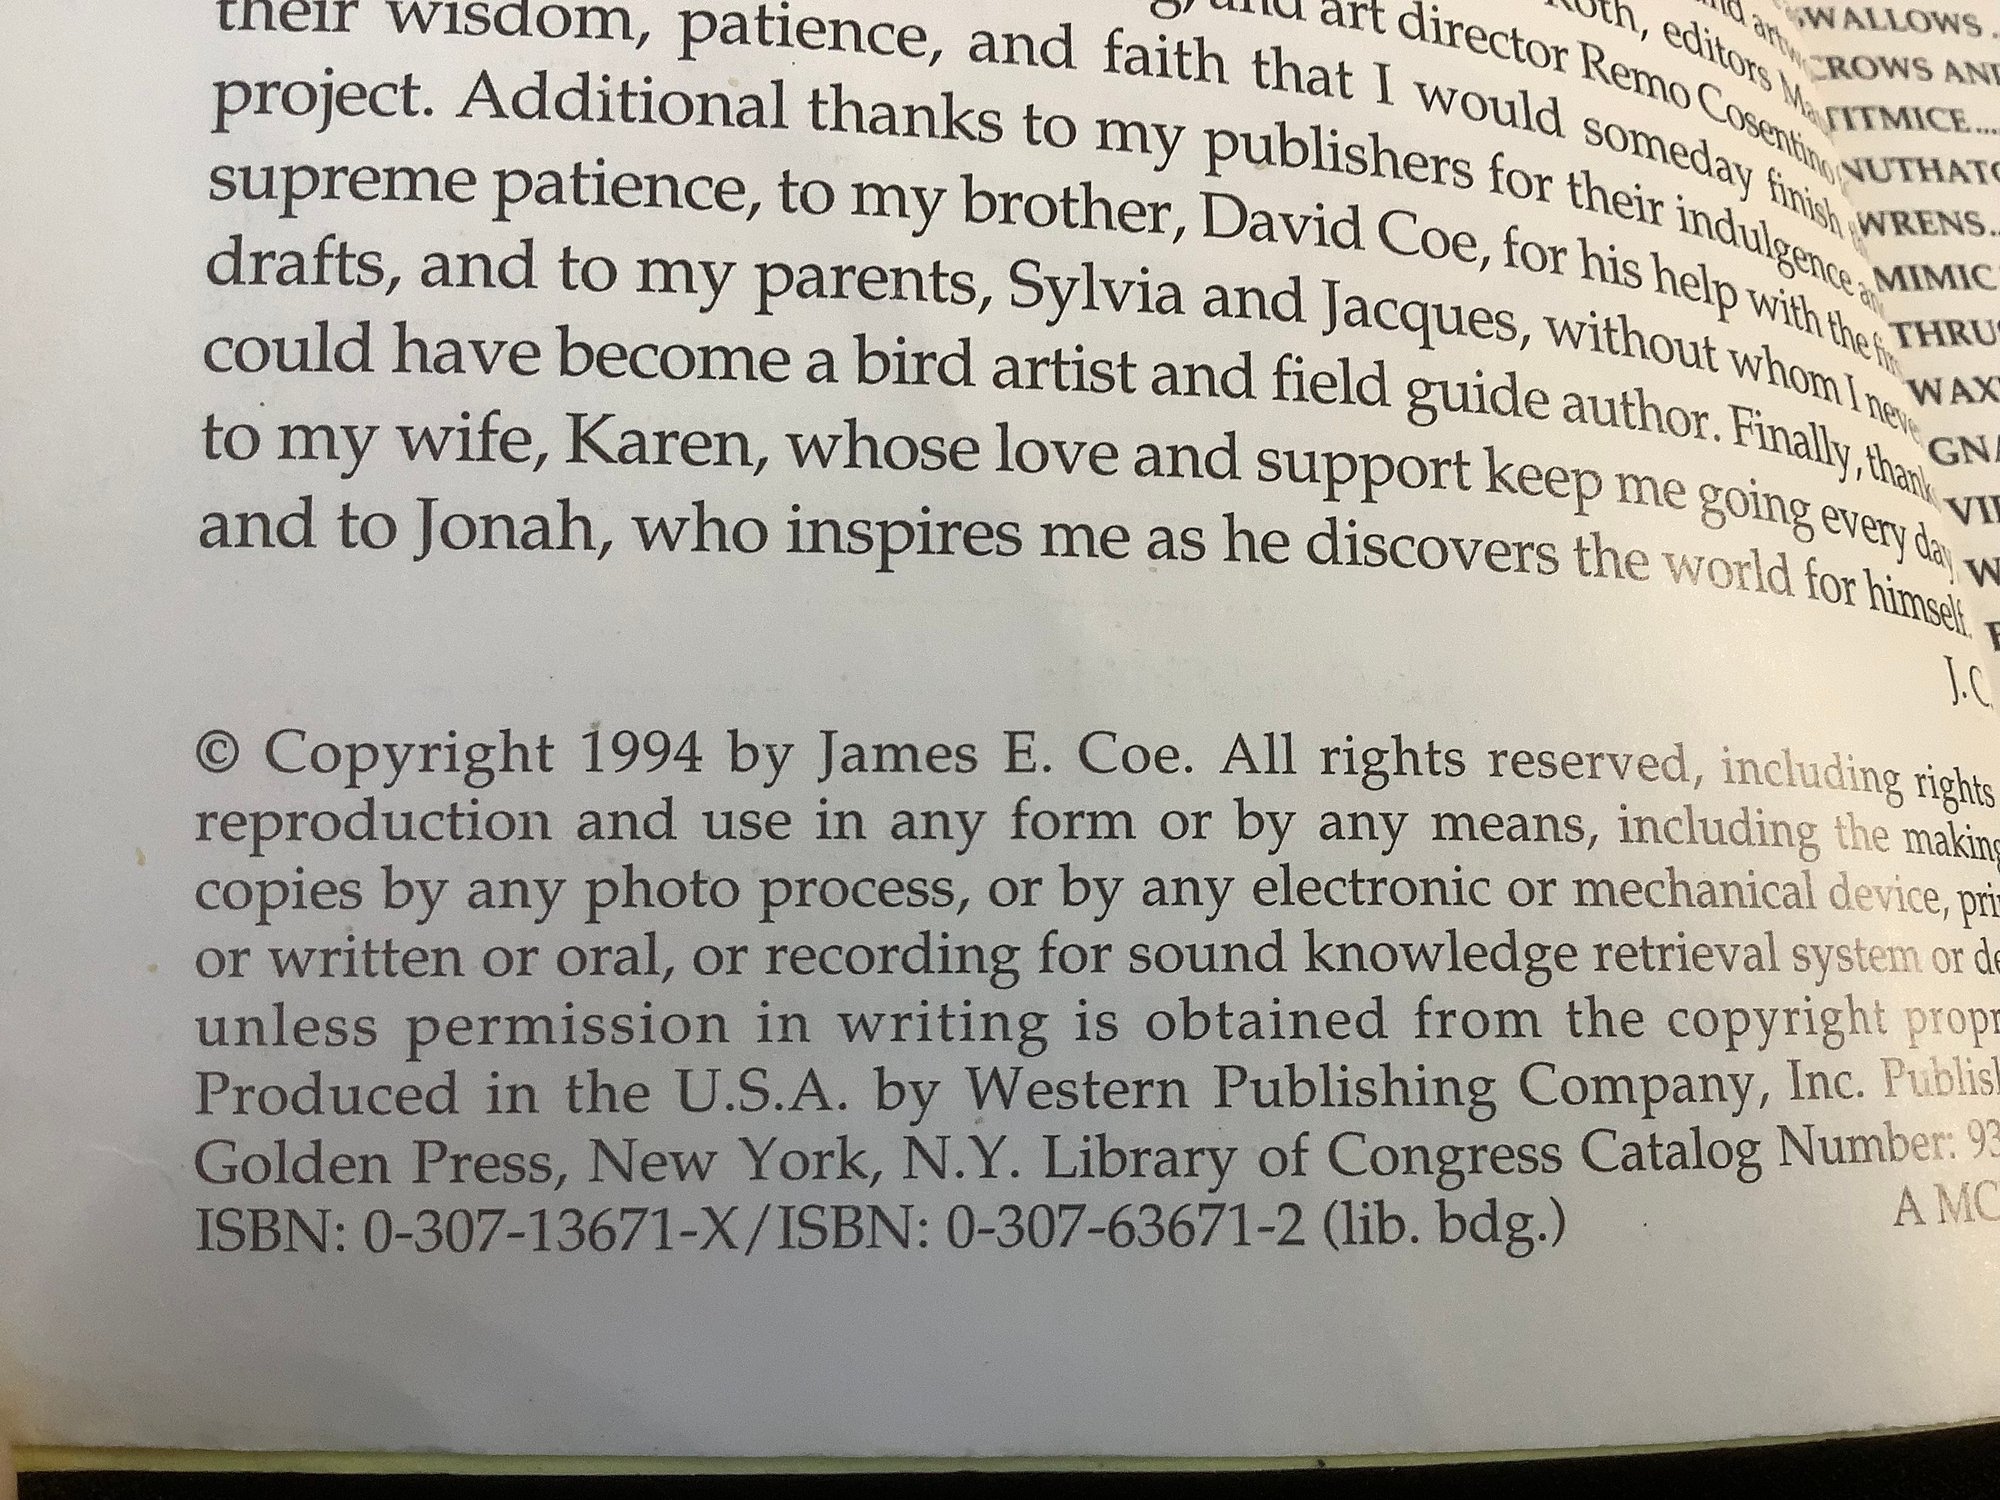 their wisdom, patience, and faith that I would someday finish
art director Remo Cosentino
editors
project. Additional thanks to my publishers for their indulgence
supreme patience, to my brother, David Coe, for his help with the
drafts, and to my parents, Sylvia and Jacques, without whom I
could have become a bird artist and field guide author. Finally,
to my wife, Karen, whose love and support keep me going every day
and to Jonah, who inspires me as he discovers the world for himself.
J.C.
© Copyright 1994 by James E. Coe. All rights reserved, including rights
reproduction and use in any form or by any means, including the making
copies by any photo process, or by any electronic or mechanical device,
or written or oral, or recording for sound knowledge retrieval system or
unless permission in writing is obtained from the copyright
Produced in the U.S.A. by Western Publishing Company, Inc.
Golden Press, New York, N.Y. Library of Congress Catalog Number: 93
ISBN: 0-307-13671-X/ISBN: 0-307-63671-2 (lib. bdg.)
A MC
SWALLOWS
CROWS AND
TITMICE....
WRENS..
MIMIC